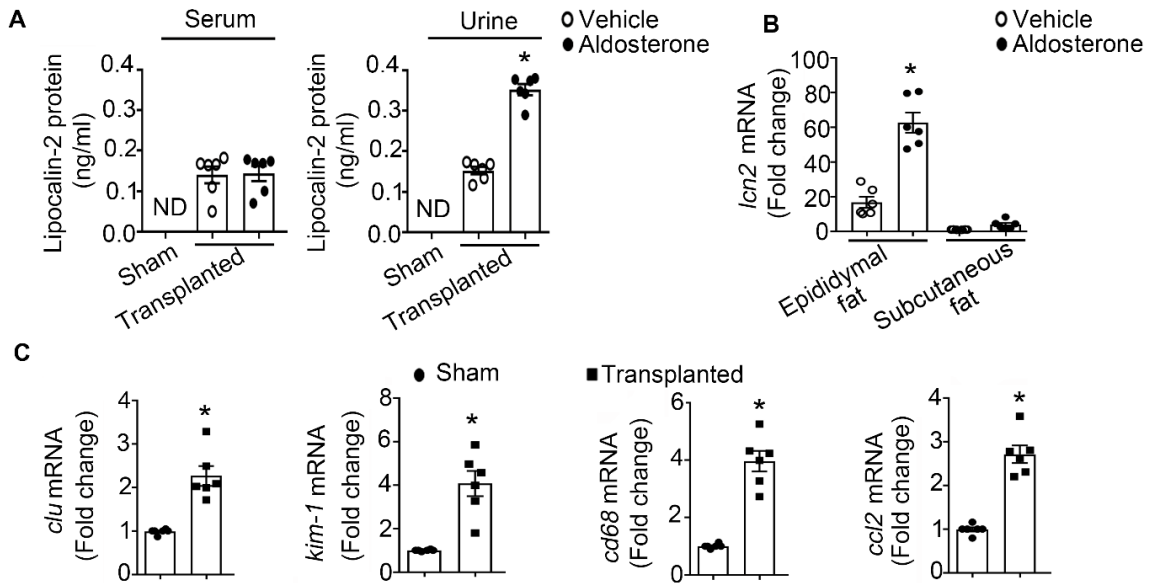 A
Serum
Urine
Vehicle
Aldosterone
Lipocalin-2 protein
(ng/ml)
0.4
0.3
0.2
0.1
0.0
ND
Sham
Transplanted
Lipocalin-2 protein
(ng/ml)
0.4
0.3
0.2
0.1
0.0
ND
*
Sham
Transplanted
B
Vehicle
Aldosterone
lcn2 mRNA
(Fold change)
100
80
60
40
20
0
*
Epididymal
fat
Subcutaneous
fat
C
Sham
Transplanted
clu mRNA
(Fold change)
4
3
2
1
0
*
kim-1 mRNA
(Fold change)
8
6
4
2
0
*
cd68 mRNA
(Fold change)
6
4
2
0
*
ccl2 mRNA
(Fold change)
4
3
2
1
0
*